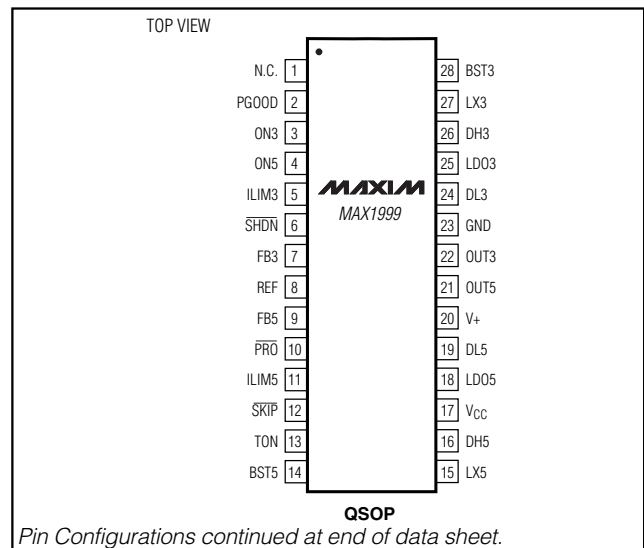 TOP VIEW
N.C. 1 28 BST3
PGOOD 2 27 LX3
ON3 3 26 DH3
ON5 4 25 LDO3
ILIM3 5 MAXIM 24 DL3
SHDN 6 MAX1999 23 GND
FB3 7 22 OUT3
REF 8 21 OUT5
FB5 9 20 V+
PRO 10 19 DL5
ILIM5 11 18 LDO5
SKIP 12 17 VCC
TON 13 16 DH5
BST5 14 15 LX5
QSOP
Pin Configurations continued at end of data sheet.